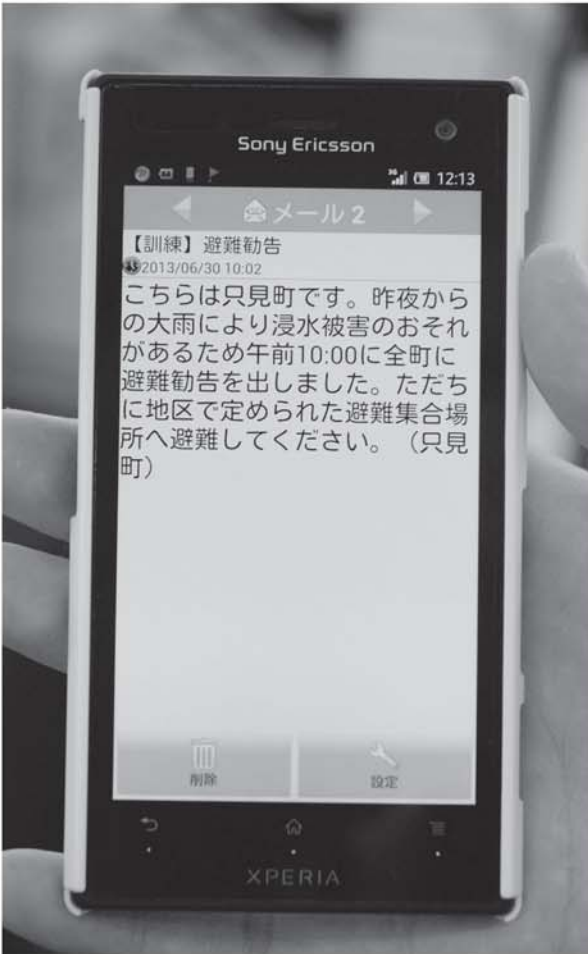 Sony Ericsson
3G 12:13
メール 2
【訓練】避難勧告
2013/06/30 10:02
こちらは只見町です。昨夜から
の大雨により浸水被害のおそれ
があるため午前10:00に全町に
避難勧告を出しました。ただち
に地区で定められた避難集合場
所へ避難してください。（只見
町）
削除 設定
XPERIA